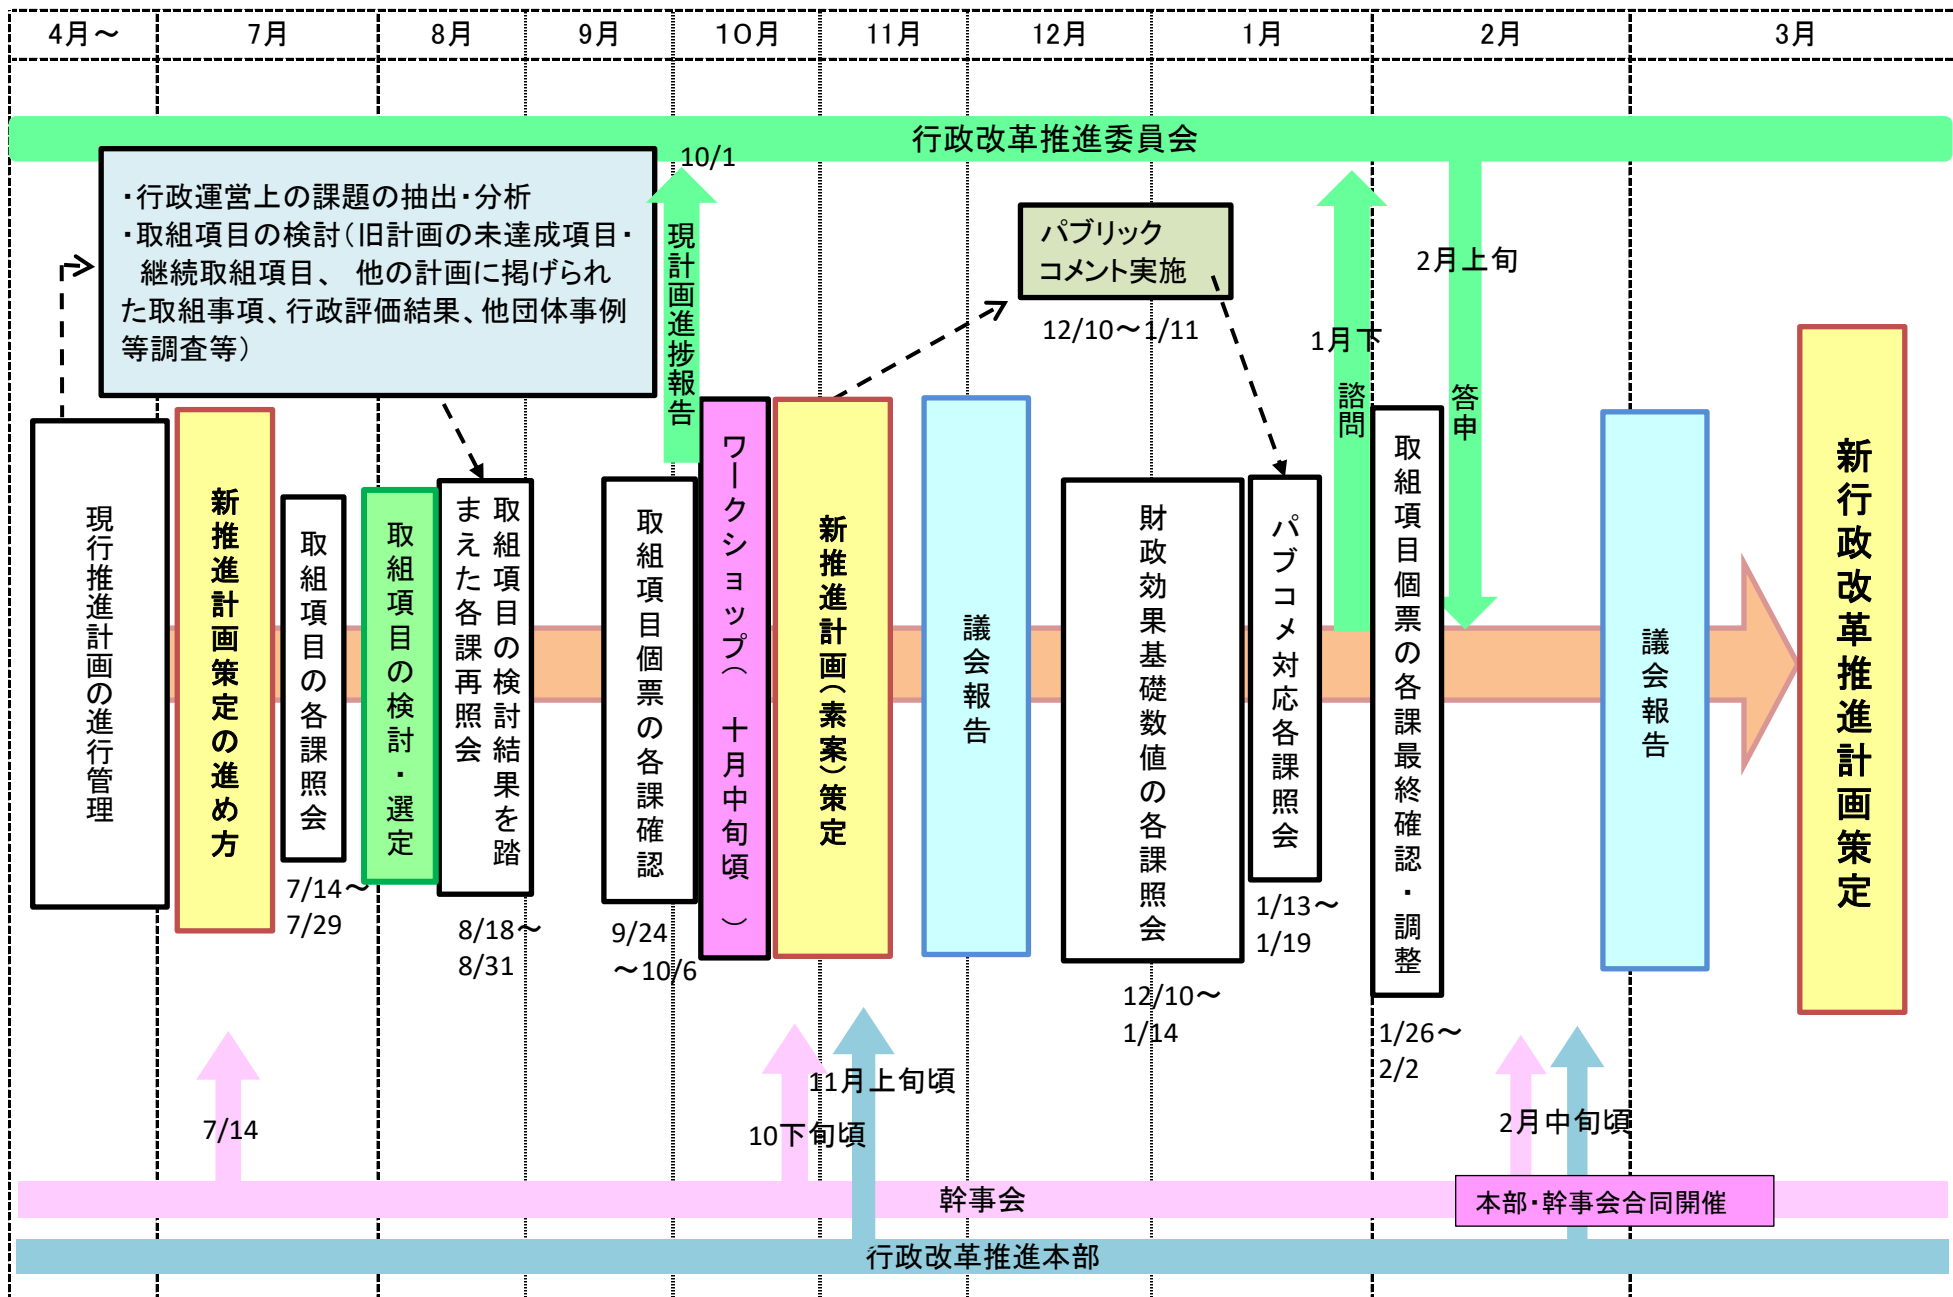 4月～
7月
8月
9月
10月
11月
12月
1月
2月
3月
行政改革推進委員会
10/1
・行政運営上の課題の抽出・分析
・取組項目の検討（旧計画の未達成項目・
継続取組項目、 他の計画に掲げられ
た取組事項、行政評価結果、他団体事例
等調査等）
現計画進捗報告
パブリック
コメント実施
12/10～1/11
1月下
諮問
2月上旬
答申
現行推進計画の進行管理
新推進計画策定の進め方
取組項目の各課照会
7/14～
7/29
取組項目の検討・選定
取組項目の検討結果を踏
まえた各課再照会
8/18～
8/31
取組項目個票の各課確認
9/24
～10/6
ワークショップ（ 十月中旬頃 ）
新推進計画（素案）策定
議会報告
財政効果基礎数値の各課照会
12/10～
1/14
パブコメ対応各課照会
1/13～
1/19
取組項目個票の各課最終確認・調整
1/26～
2/2
議会報告
新行政改革推進計画策定
7/14
10下旬頃
11月上旬頃
2月中旬頃
幹事会
本部・幹事会合同開催
行政改革推進本部